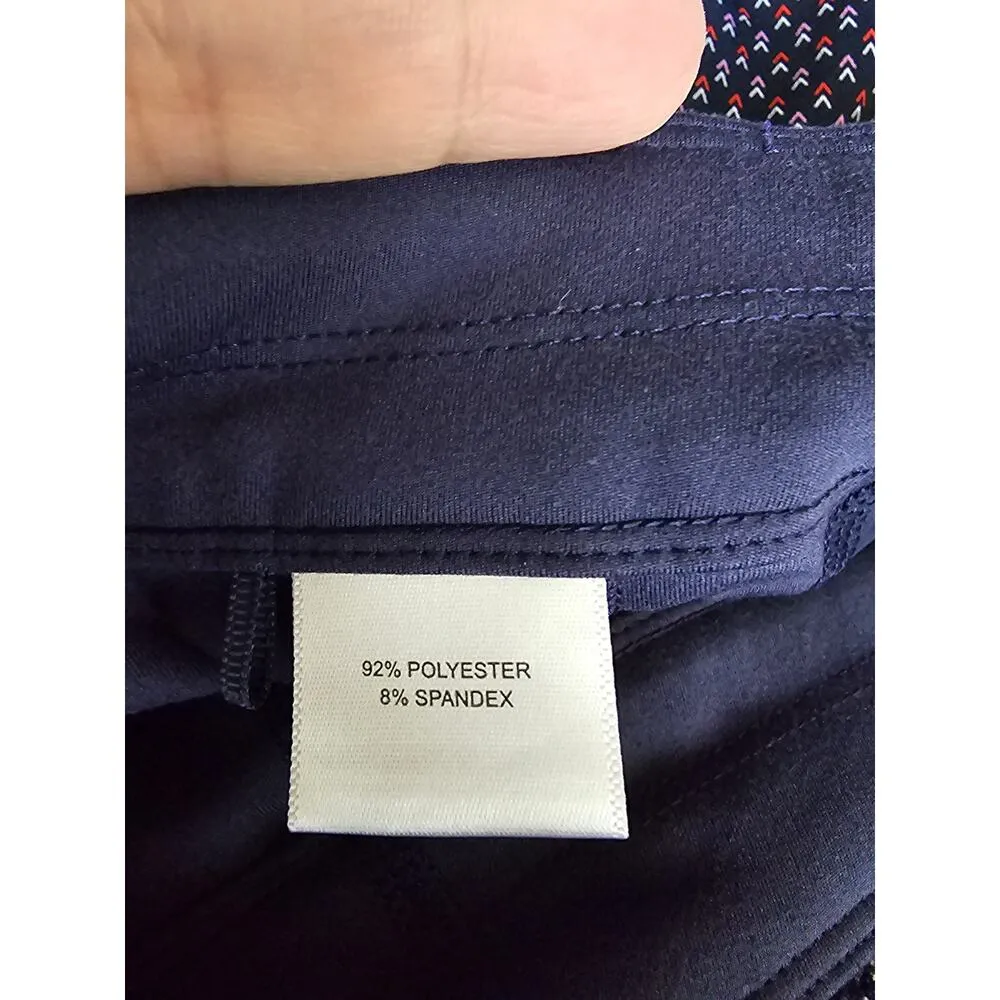 92% POLYESTER
8% SPANDEX